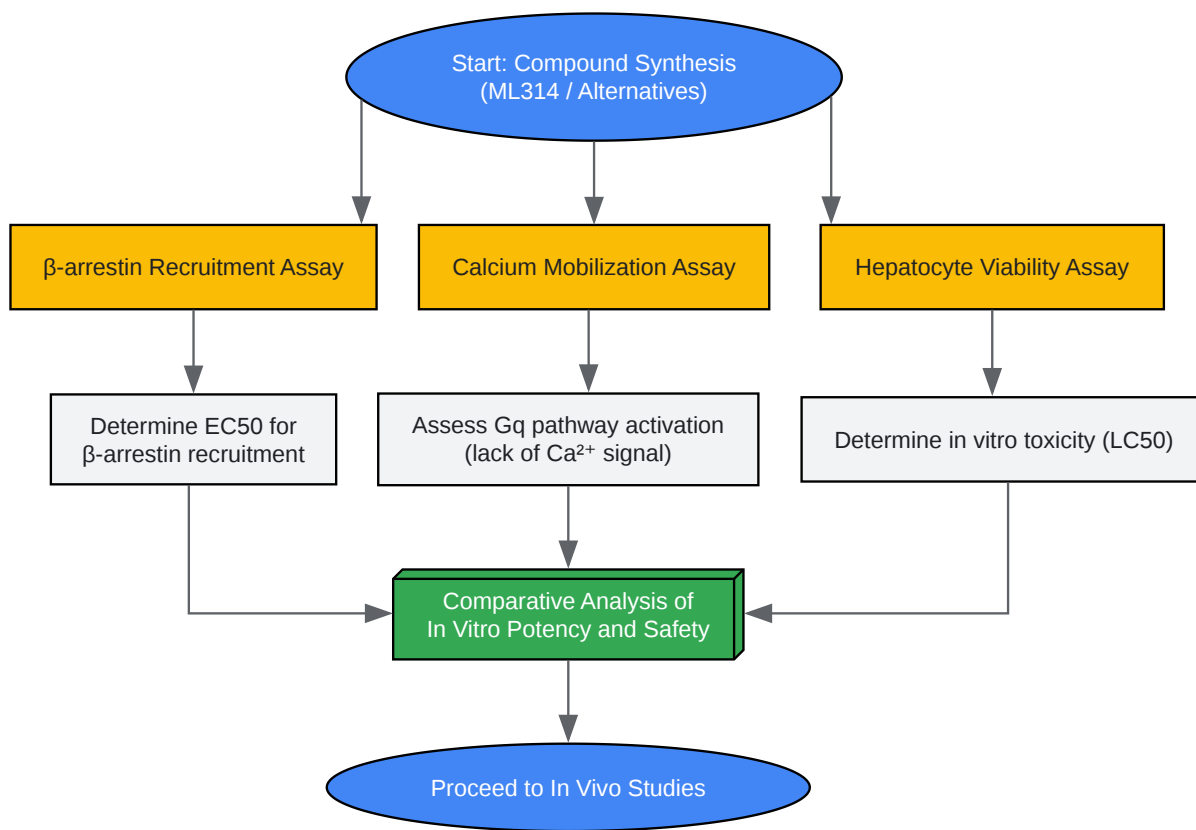 Start: Compound Synthesis
(ML314 / Alternatives)
β-arrestin Recruitment Assay
Calcium Mobilization Assay
Hepatocyte Viability Assay
Determine EC50 for
β-arrestin recruitment
Assess Gq pathway activation
(lack of Ca²⁺ signal)
Determine in vitro toxicity (LC50)
Comparative Analysis of
In Vitro Potency and Safety
Proceed to In Vivo Studies